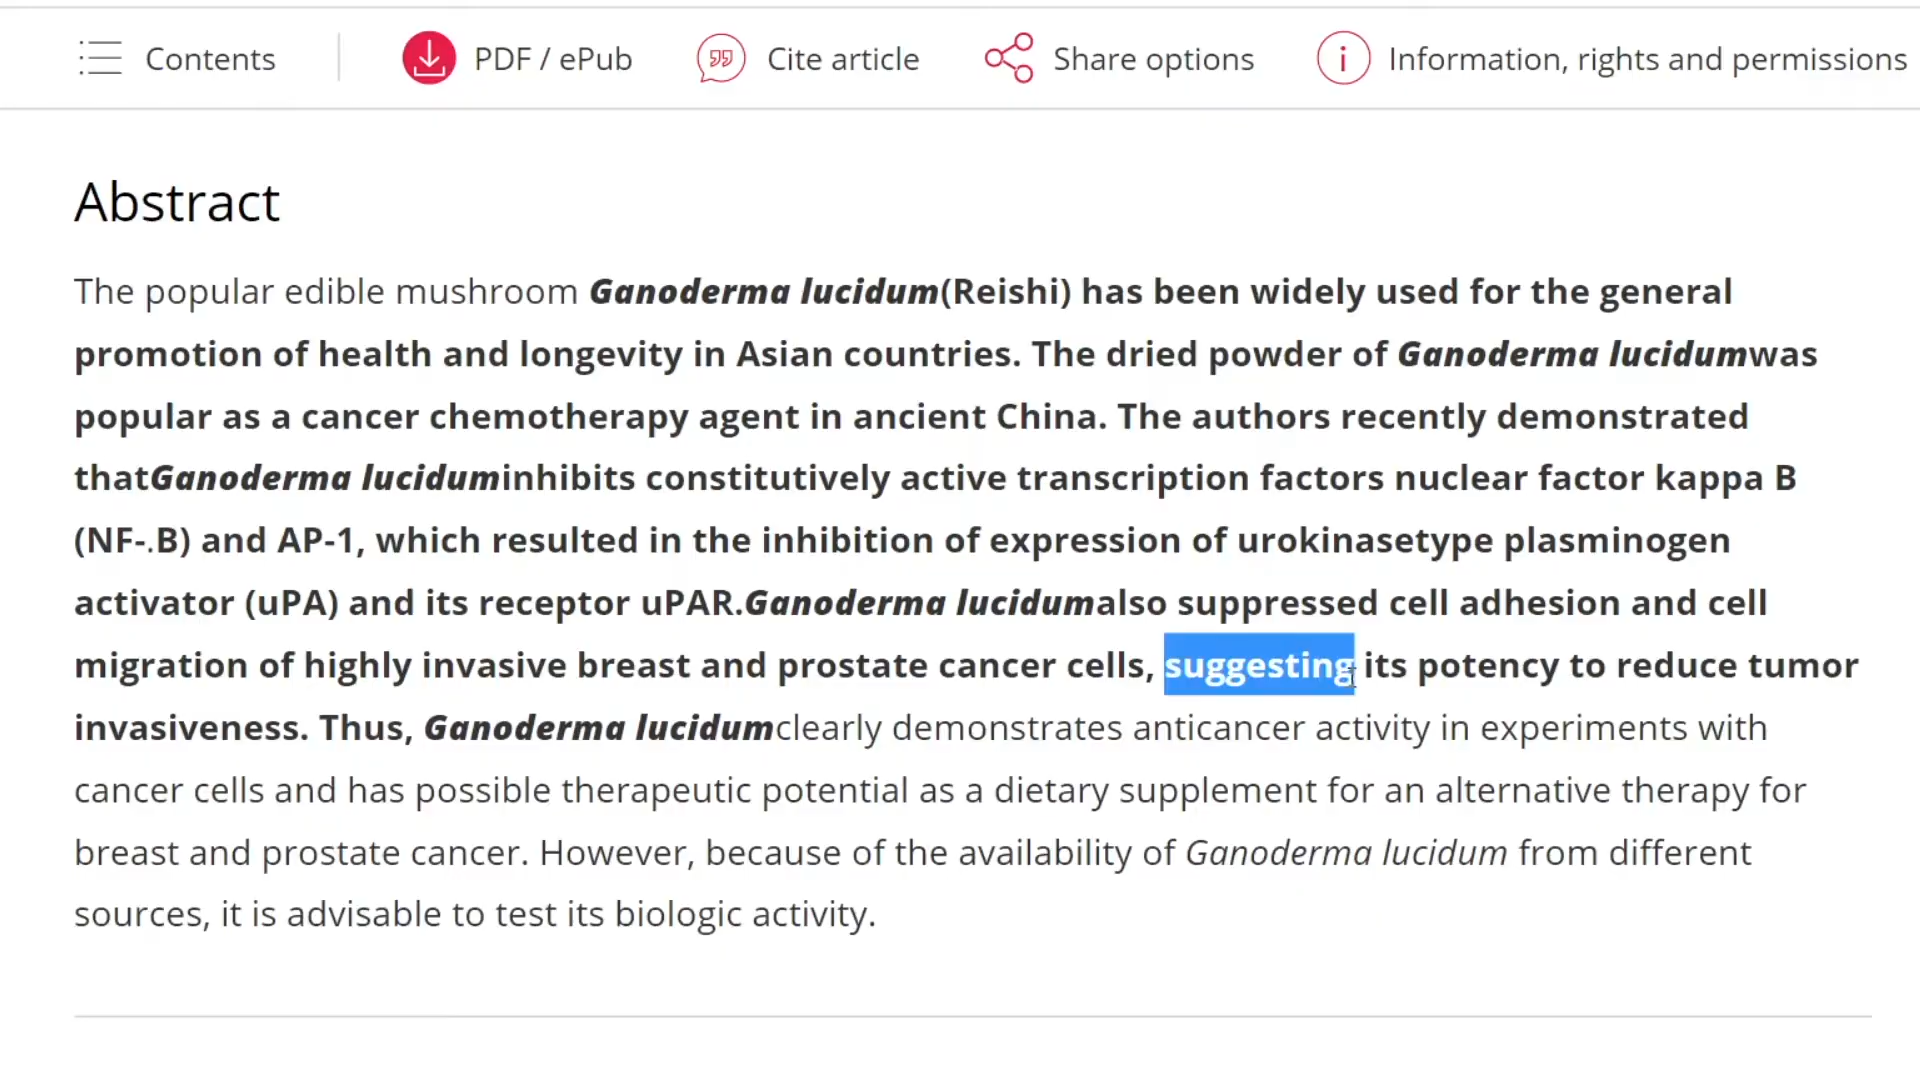 Contents
PDF / ePub
Cite article
Share options
Information, rights and permissions
Abstract
The popular edible mushroom Ganoderma lucidum(Reishi) has been widely used for the general
promotion of health and longevity in Asian countries. The dried powder of Ganoderma lucidumwas
popular as a cancer chemotherapy agent in ancient China. The authors recently demonstrated
thatGanoderma luciduminhibits constitutively active transcription factors nuclear factor kappa B
(NF-.B) and AP-1, which resulted in the inhibition of expression of urokinasetype plasminogen
activator (uPA) and its receptor uPAR.Ganoderma lucidumalso suppressed cell adhesion and cell
migration of highly invasive breast and prostate cancer cells, suggesting its potency to reduce tumor
invasiveness. Thus, Ganoderma lucidumclearly demonstrates anticancer activity in experiments with
cancer cells and has possible therapeutic potential as a dietary supplement for an alternative therapy for
breast and prostate cancer. However, because of the availability of Ganoderma lucidum from different
sources, it is advisable to test its biologic activity.